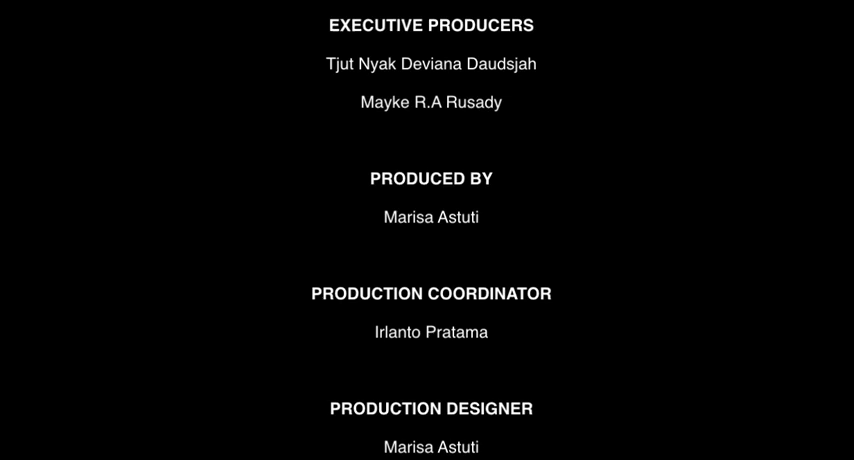 EXECUTIVE PRODUCERS
Tjut Nyak Deviana Daudsjah
Mayke R.A Rusady
PRODUCED BY
Marisa Astuti
PRODUCTION COORDINATOR
Irlanto Pratama
PRODUCTION DESIGNER
Marisa Astuti